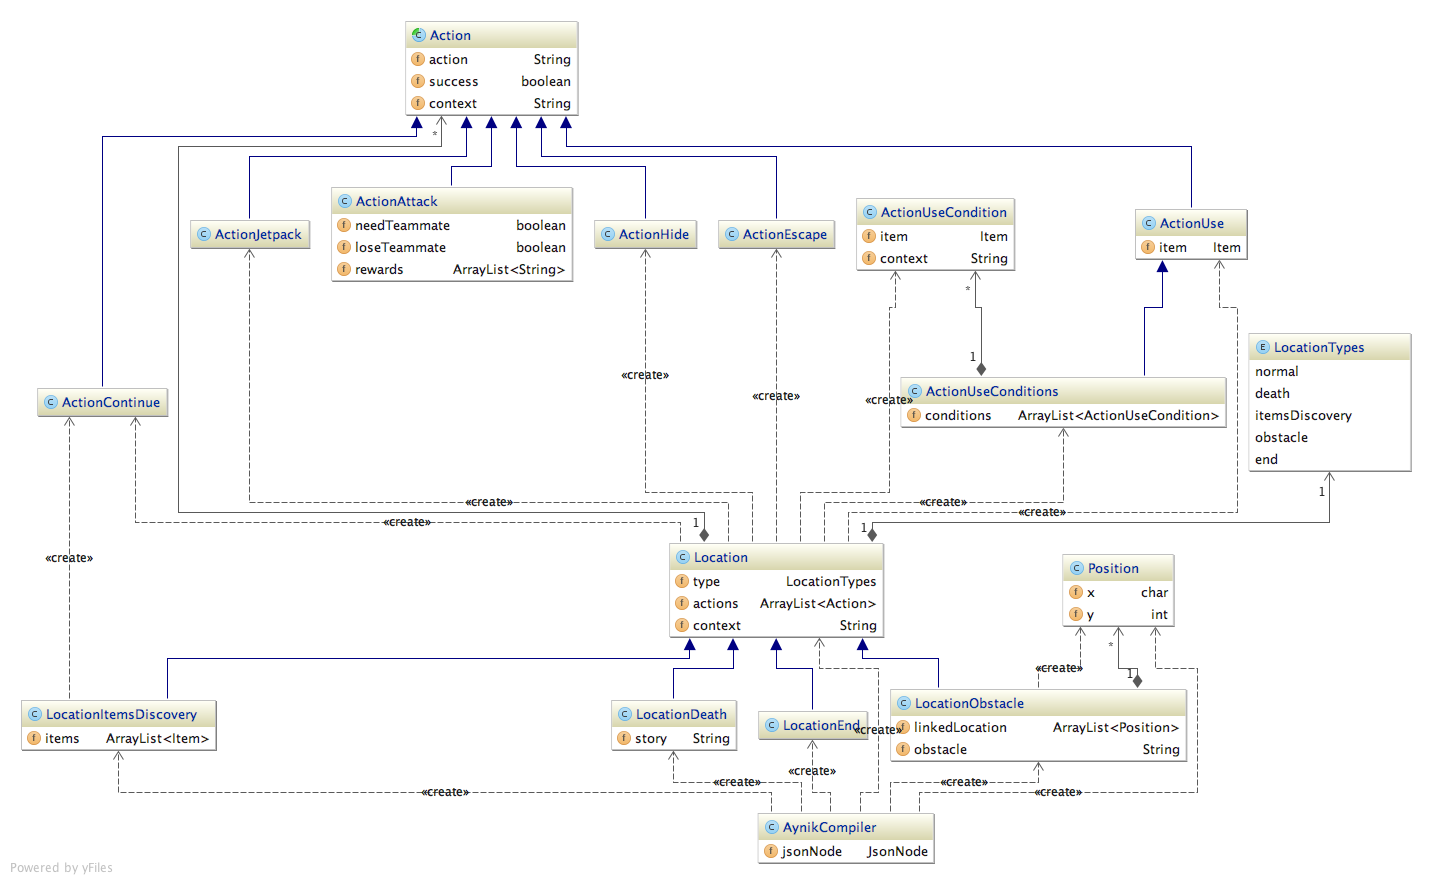 Action
action String
success boolean
context String
*
ActionAttack
needTeammate boolean
loseTeammate boolean
rewards ArrayList<String>
ActionJetpack
ActionHide
ActionEscape
ActionUseCondition
item Item
context String
ActionUse
item Item
*
1
LocationTypes
normal
death
itemsDiscovery
obstacle
end
«create»
«create»
«create»
ActionContinue
ActionUseConditions
conditions ArrayList<ActionUseCondition>
1
«create»
«create»
«create»
«create»
1
1
«create»
Location
type LocationTypes
actions ArrayList<Action>
context String
Position
x char
y int
*
«create»
1
LocationItemsDiscovery
items ArrayList<Item>
LocationDeath
story String
LocationEnd
«create»
LocationObstacle
linkedLocation ArrayList<Position>
obstacle String
«create»
«create»
«create»
«create»
«create»
AynikCompiler
jsonNode JsonNode
Powered by yFiles